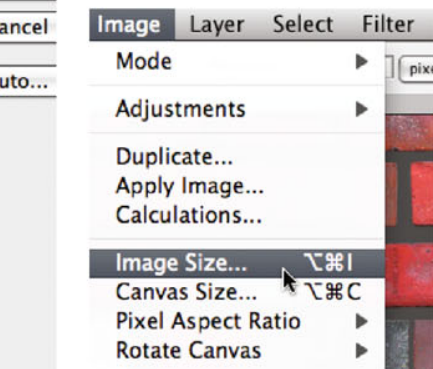 ancel
Image Layer Select Filter
uto...
Mode
pixe
Adjustments
Duplicate...
Apply Image...
Calculations...
Image Size... ⌥⌘I
Canvas Size... ⌥⌘C
Pixel Aspect Ratio
Rotate Canvas